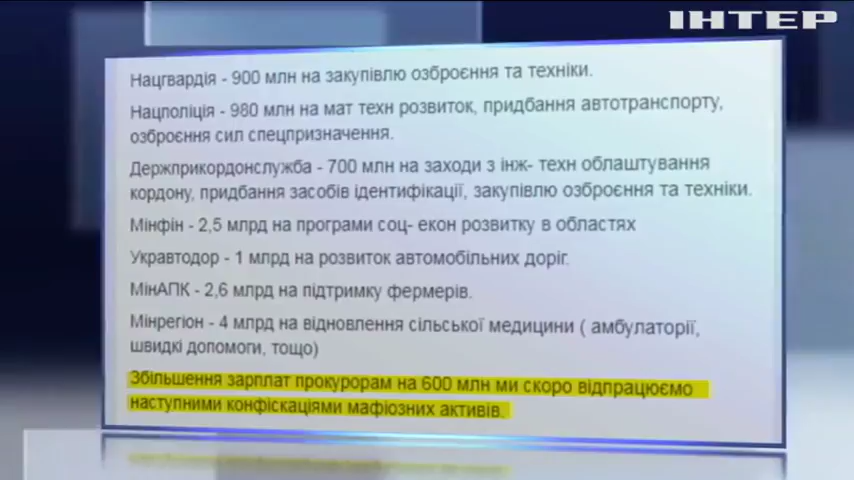 ІНТЕР
Нацгвардія - 900 млн на закупівлю озброєння та техніки.
Нацполіція - 980 млн на мат техн розвиток, придбання автотранспорту,
озброєння сил спецпризначення.
Держприкордонслужба - 700 млн на заходи з інж- техн облаштування
кордону, придбання засобів ідентифікації, закупівлю озброєння та техніки.
Мінфін - 2,5 млрд на програми соц- екон розвитку в областях
Укравтодор - 1 млрд на розвиток автомобільних доріг.
МінАПК - 2,6 млрд на підтримку фермерів.
Мінрегіон - 4 млрд на відновлення сільської медицини ( амбулаторії,
швидкі допомоги, тощо)
Збільшення зарплат прокурорам на 600 млн ми скоро відпрацюємо
наступними конфіскаціями мафіозних активів.